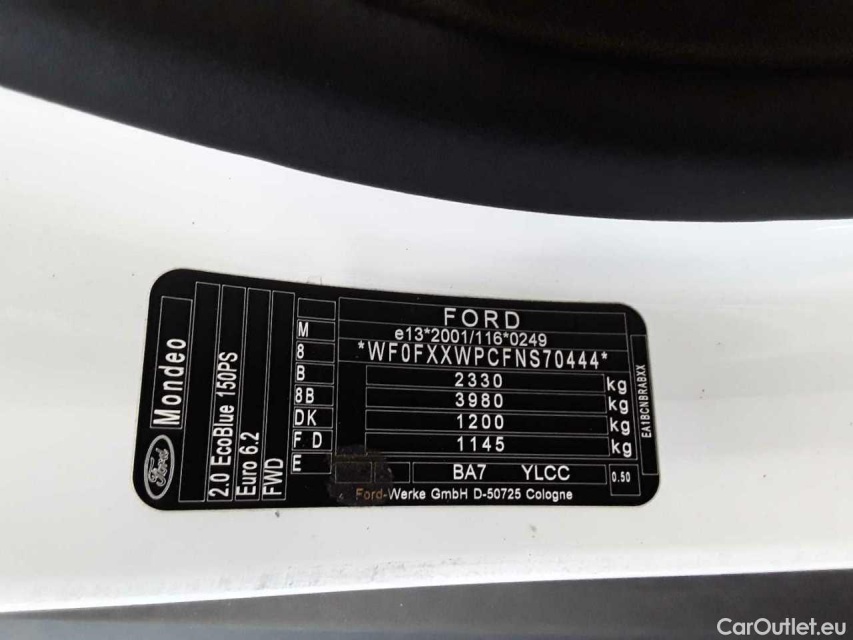 Ford
Mondeo
2.0 EcoBlue 150PS
Euro 6.2
FWD
M
8
B
8B
DK
F D
E
FORD
e13*2001/116*0249
*WF0FXXWPCFNS70444*
2330 kg
3980 kg
1200 kg
1145 kg
BA7 YLCC
0.50
Ford-Werke GmbH D-50725 Cologne
EA1BCNBRABXX
CarOutlet.eu